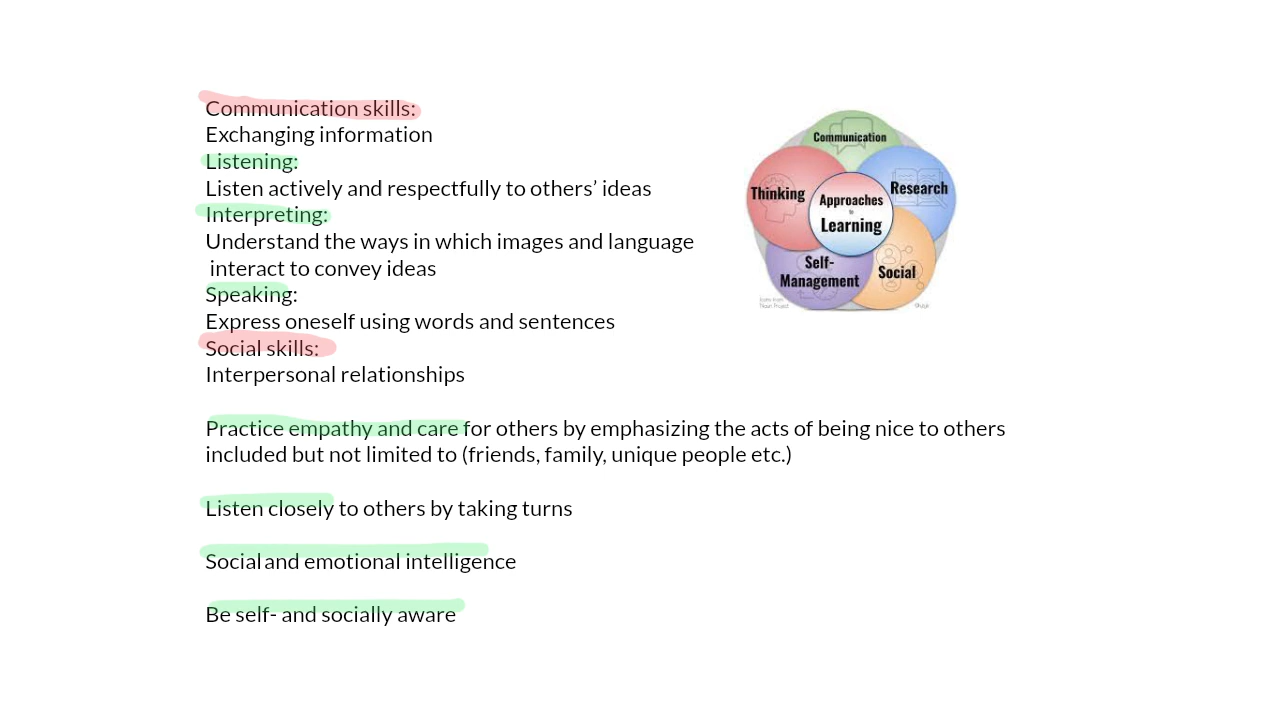 Communication skills:
Exchanging information
Listening:
Listen actively and respectfully to others’ ideas
Interpreting:
Understand the ways in which images and language
interact to convey ideas
Speaking:
Express oneself using words and sentences
Social skills:
Interpersonal relationships
Practice empathy and care for others by emphasizing the acts of being nice to others
included but not limited to (friends, family, unique people etc.)
Listen closely to others by taking turns
Social and emotional intelligence
Be self- and socially aware
Communication
Thinking
Research
Approaches
to
Learning
Self-
Management
Social